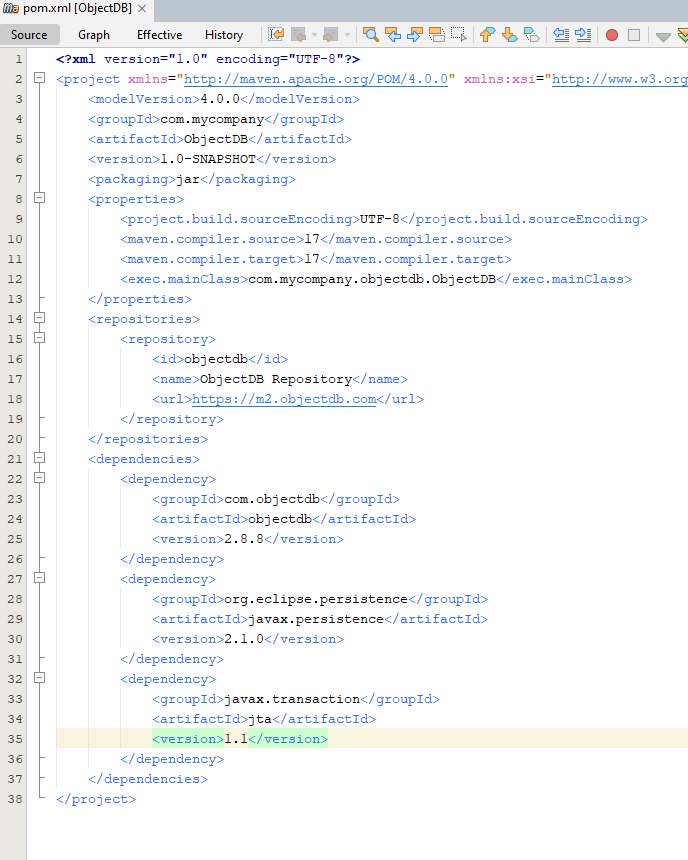 pom.xml [ObjectDB]
Source Graph Effective History
1 <?xml version="1.0" encoding="UTF-8"?>
2 <project xmlns="http://maven.apache.org/POM/4.0.0" xmlns:xsi="http://www.w3.org
3 <modelVersion>4.0.0</modelVersion>
4 <groupId>com.mycompany</groupId>
5 <artifactId>ObjectDB</artifactId>
6 <version>1.0-SNAPSHOT</version>
7 <packaging>jar</packaging>
8 <properties>
9 <project.build.sourceEncoding>UTF-8</project.build.sourceEncoding>
10 <maven.compiler.source>17</maven.compiler.source>
11 <maven.compiler.target>17</maven.compiler.target>
12 <exec.mainClass>com.mycompany.objectdb.ObjectDB</exec.mainClass>
13 </properties>
14 <repositories>
15 <repository>
16 <id>objectdb</id>
17 <name>ObjectDB Repository</name>
18 <url>https://m2.objectdb.com</url>
19 </repository>
20 </repositories>
21 <dependencies>
22 <dependency>
23 <groupId>com.objectdb</groupId>
24 <artifactId>objectdb</artifactId>
25 <version>2.8.8</version>
26 </dependency>
27 <dependency>
28 <groupId>org.eclipse.persistence</groupId>
29 <artifactId>javax.persistence</artifactId>
30 <version>2.1.0</version>
31 </dependency>
32 <dependency>
33 <groupId>javax.transaction</groupId>
34 <artifactId>jta</artifactId>
35 <version>1.1</version>
36 </dependency>
37 </dependencies>
38 </project>